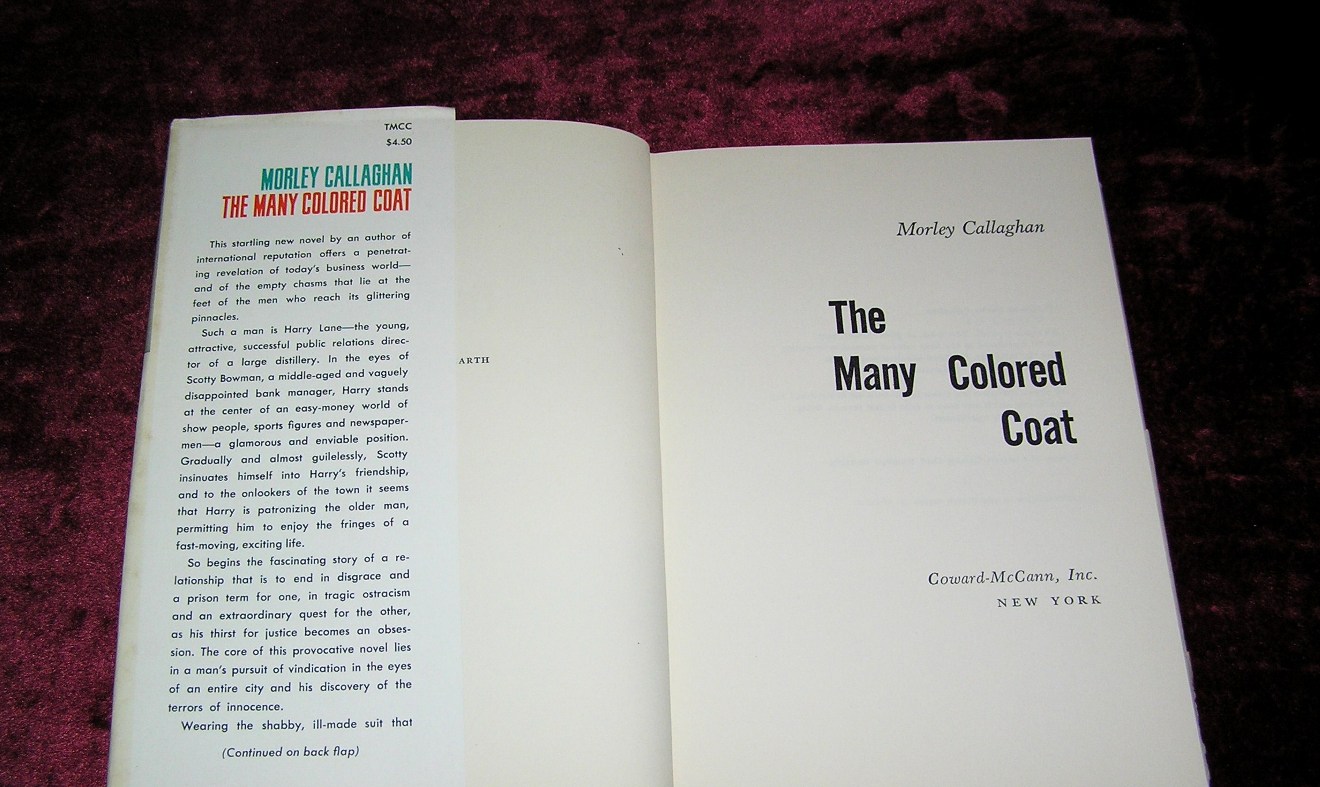 TMCC
$4.50
MORLEY CALLAGHAN
THE MANY COLORED COAT
This startling new novel by an author of
international reputation offers a penetrat-
ing revelation of today's business world—
and of the empty chasms that lie at the
feet of the men who reach its glittering
pinnacles.
Such a man is Harry Lane—the young,
attractive, successful public relations direc-
tor of a large distillery. In the eyes of
Scotty Bowman, a middle-aged and vaguely
disappointed bank manager, Harry stands
at the center of an easy-money world of
show people, sports figures and newspaper-
men—a glamorous and enviable position.
Gradually and almost guilelessly, Scotty
insinuates himself into Harry's friendship,
and to the onlookers of the town it seems
that Harry is patronizing the older man,
permitting him to enjoy the fringes of a
fast-moving, exciting life.
So begins the fascinating story of a re-
lationship that is to end in disgrace and
a prison term for one, in tragic ostracism
and an extraordinary quest for the other,
as his thirst for justice becomes an obses-
sion. The core of this provocative novel lies
in a man's pursuit of vindication in the eyes
of an entire city and his discovery of the
terrors of innocence.
Wearing the shabby, ill-made suit that
(Continued on back flap)
ARTH
Morley Callaghan
The
Many Colored
Coat
Coward-McCann, Inc.
NEW YORK